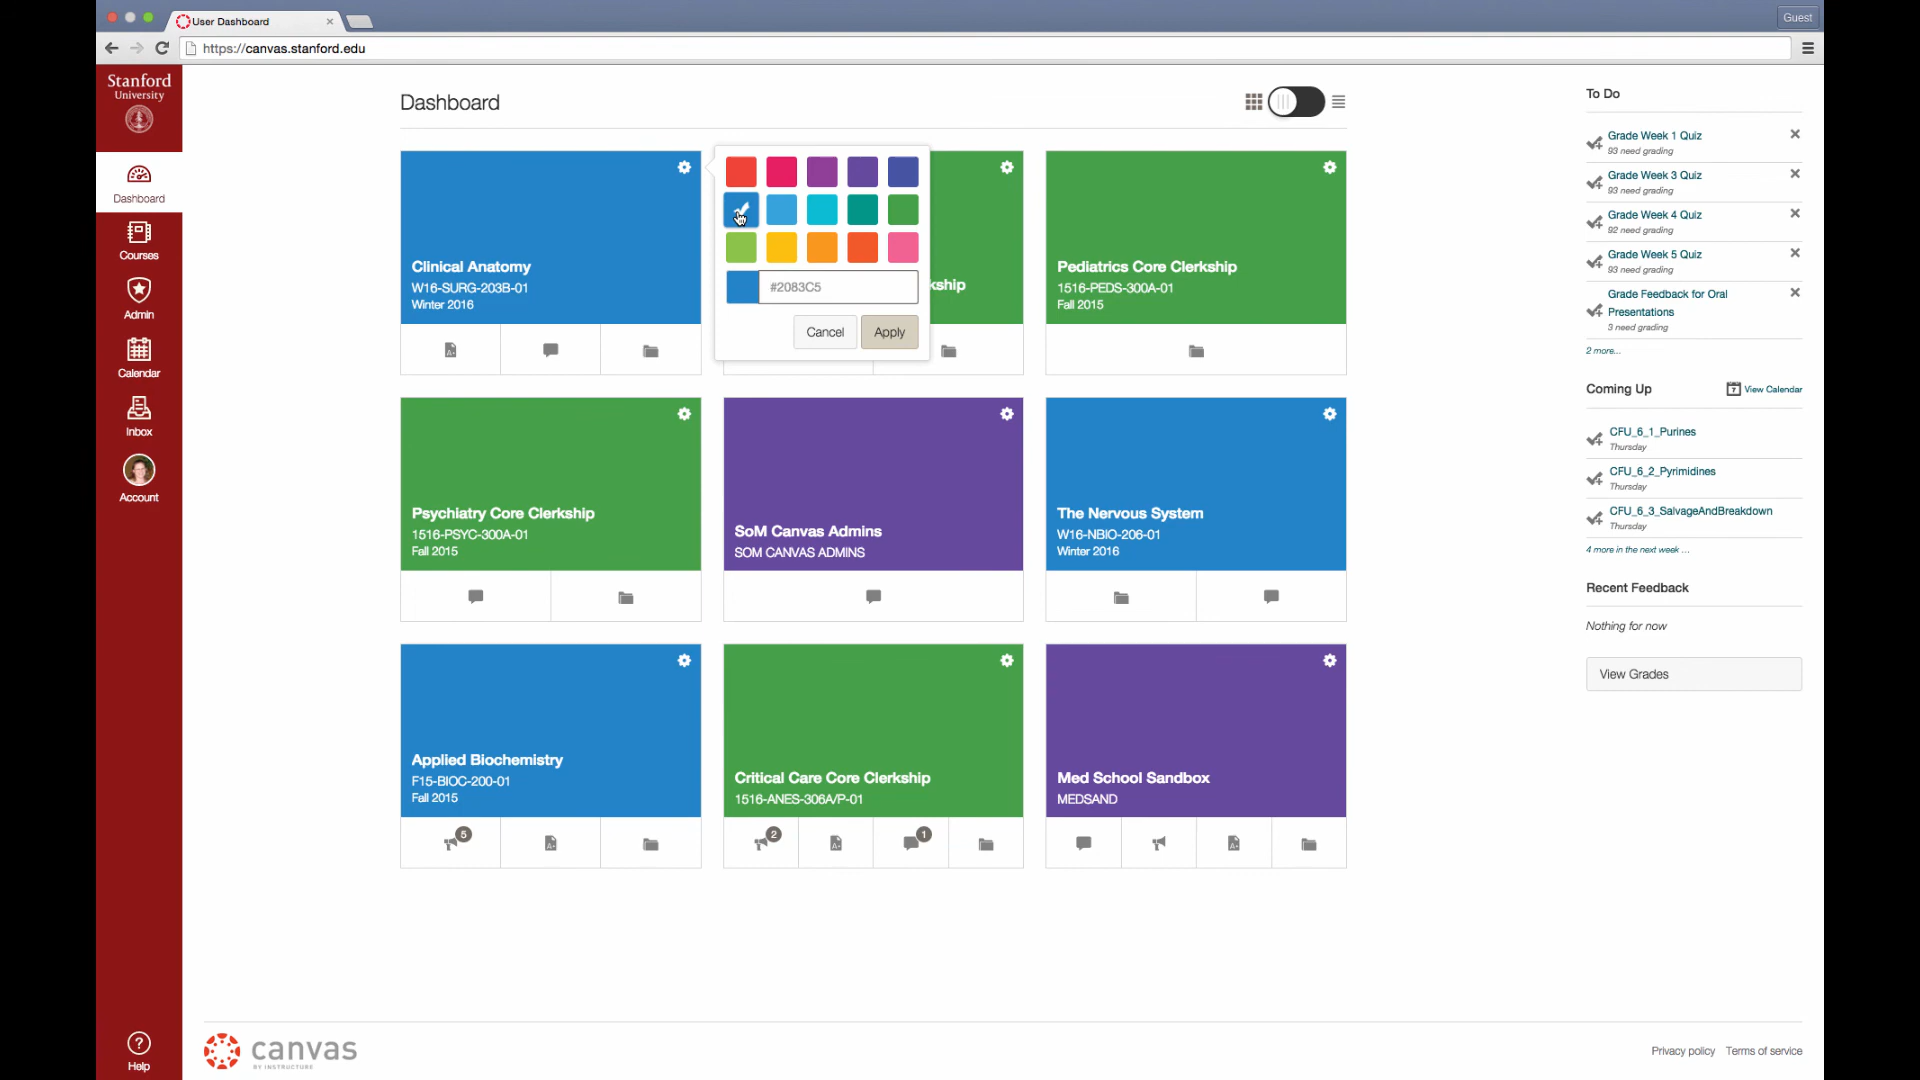 User Dashboard
Guest
https://canvas.stanford.edu
Stanford
University
Dashboard
Courses
Admin
Calendar
Inbox
Account
Help
Dashboard
Clinical Anatomy
W16-SURG-203B-01
Winter 2016
#2083C5
Cancel
Apply
kship
Pediatrics Core Clerkship
1516-PEDS-300A-01
Fall 2015
Psychiatry Core Clerkship
1516-PSYC-300A-01
Fall 2015
SoM Canvas Admins
SOM CANVAS ADMINS
The Nervous System
W16-NBIO-206-01
Winter 2016
Applied Biochemistry
F15-BIOC-200-01
Fall 2015
5
Critical Care Core Clerkship
1516-ANES-306A/P-01
2
1
Med School Sandbox
MEDSAND
To Do
Grade Week 1 Quiz
93 need grading
Grade Week 3 Quiz
93 need grading
Grade Week 4 Quiz
92 need grading
Grade Week 5 Quiz
93 need grading
Grade Feedback for Oral
Presentations
3 need grading
2 more...
Coming Up
7 View Calendar
CFU_6_1_Purines
Thursday
CFU_6_2_Pyrimidines
Thursday
CFU_6_3_SalvageAndBreakdown
Thursday
4 more in the next week ...
Recent Feedback
Nothing for now
View Grades
canvas
BY INSTRUCTURE
Privacy policy Terms of service